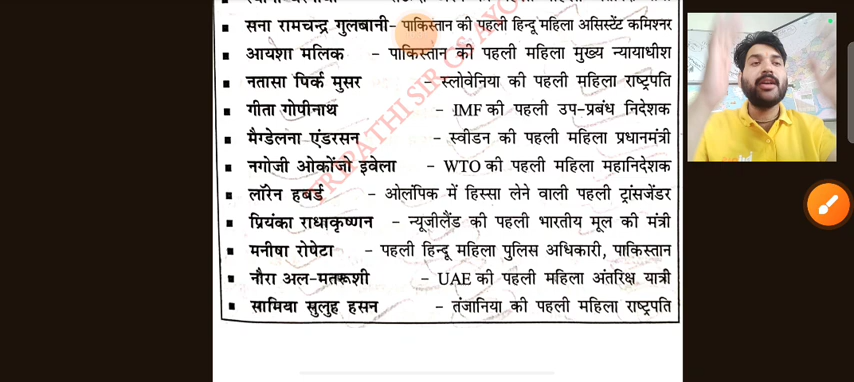 सना रामचन्द्र गुलबानी- पाकिस्तान की पहली हिन्दू महिला असिस्टेंट कमिश्नर
आयशा मलिक - पाकिस्तान की पहली महिला मुख्य न्यायाधीश
नतासा पिर्क मुसर - स्लोवेनिया की पहली महिला राष्ट्रपति
गीता गोपीनाथ - IMF की पहली उप-प्रबंध निदेशक
मैग्डेलना एंडरसन - स्वीडन की पहली महिला प्रधानमंत्री
नगोजी ओकोंजो इवेला - WTO की पहली महिला महानिदेशक
लॉरेन हबर्ड - ओलंपिक में हिस्सा लेने वाली पहली ट्रांसजेंडर
प्रियंका राधाकृष्णन - न्यूजीलैंड की पहली भारतीय मूल की मंत्री
मनीषा रोपेटा - पहली हिन्दू महिला पुलिस अधिकारी, पाकिस्तान
नौरा अल-मतरूशी - UAE की पहली महिला अंतरिक्ष यात्री
सामिया सुलुह हसन - तंजानिया की पहली महिला राष्ट्रपति
TRIPATHI SIR GS